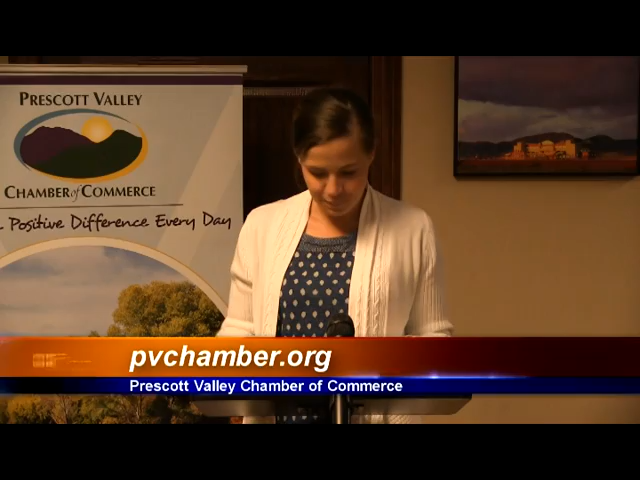 PRESCOTT VALLEY
CHAMBER of COMMERCE
Positive Difference Every Day
pvchamber.org
Prescott Valley Chamber of Commerce